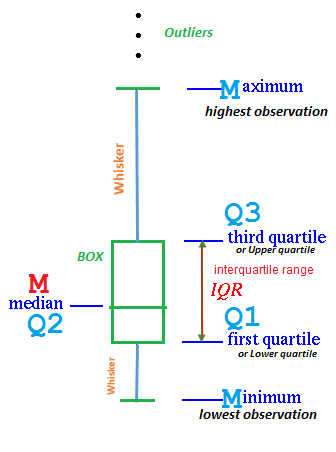 Outliers
Maximum
highest observation
Whisker
Q3
third quartile
or Upper quartile
BOX
interquartile range
IQR
M
median
Q2
Q1
first quartile
or Lower quartile
Whisker
Minimum
lowest observation